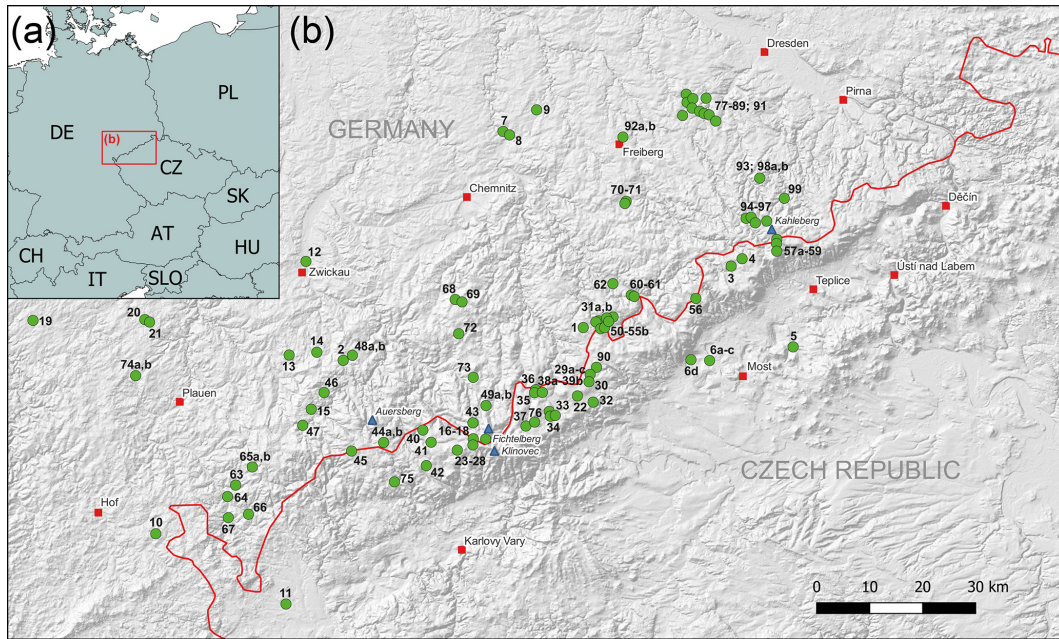 (a)
PL
DE
(b)
CZ
SK
AT
CH
HU
IT
SLO
(b)
Dresden
Pirna
GERMANY
77-89; 91
9
7
8
92a,b
Freiberg
93; 98a,b
99
Chemnitz
70-71
94-97
Kahleberg
Děčín
57a-59
12
Zwickau
4
3
Teplice
Ústí nad Labem
62
60-61
56
68
69
31a,b
1
50-55b
19
20
21
72
5
14
13
2
48a,b
6a-c
6d
Most
74a,b
Plauen
73
90
29a-c
30
36
38a-39b
35
46
15
47
49a,b
22
32
33
34
76
37
Auersberg
43
16-18
Fichtelberg
Klínovec
44a,b
40
41
45
23-28
42
75
65a,b
63
64
66
67
Hof
10
CZECH REPUBLIC
Karlovy Vary
11
0 10 20 30 km